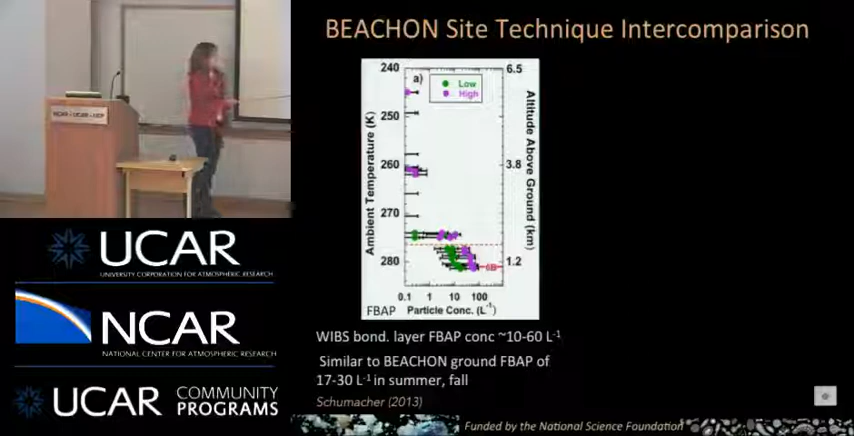 BEACHON Site Technique Intercomparison
NCAR - UCAR - UCP
a)
Low
High
Ambient Temperature (K)
240
250
260
270
280
6.5
3.8
1.2
Altitude Above Ground (km)
0.1 1 10 100
FBAP Particle Conc. (L⁻¹)
WIBS bond. layer FBAP conc ~10-60 L⁻¹
Similar to BEACHON ground FBAP of
17-30 L⁻¹ in summer, fall
Schumacher (2013)
UCAR
UNIVERSITY CORPORATION FOR ATMOSPHERIC RESEARCH
NCAR
NATIONAL CENTER FOR ATMOSPHERIC RESEARCH
UCAR COMMUNITY
PROGRAMS
Funded by the National Science Foundation